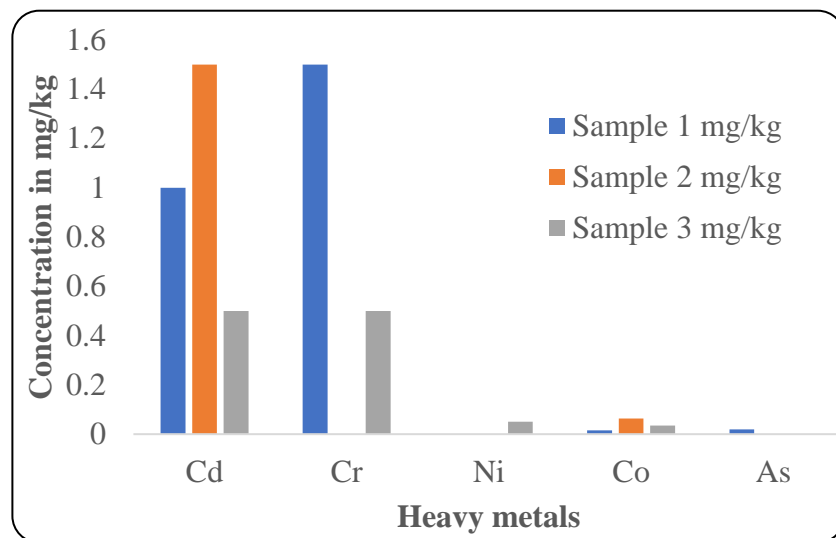 Concentration in mg/kg
1.6
1.4
1.2
1
0.8
0.6
0.4
0.2
0
Sample 1 mg/kg
Sample 2 mg/kg
Sample 3 mg/kg
Cd Cr Ni Co As
Heavy metals